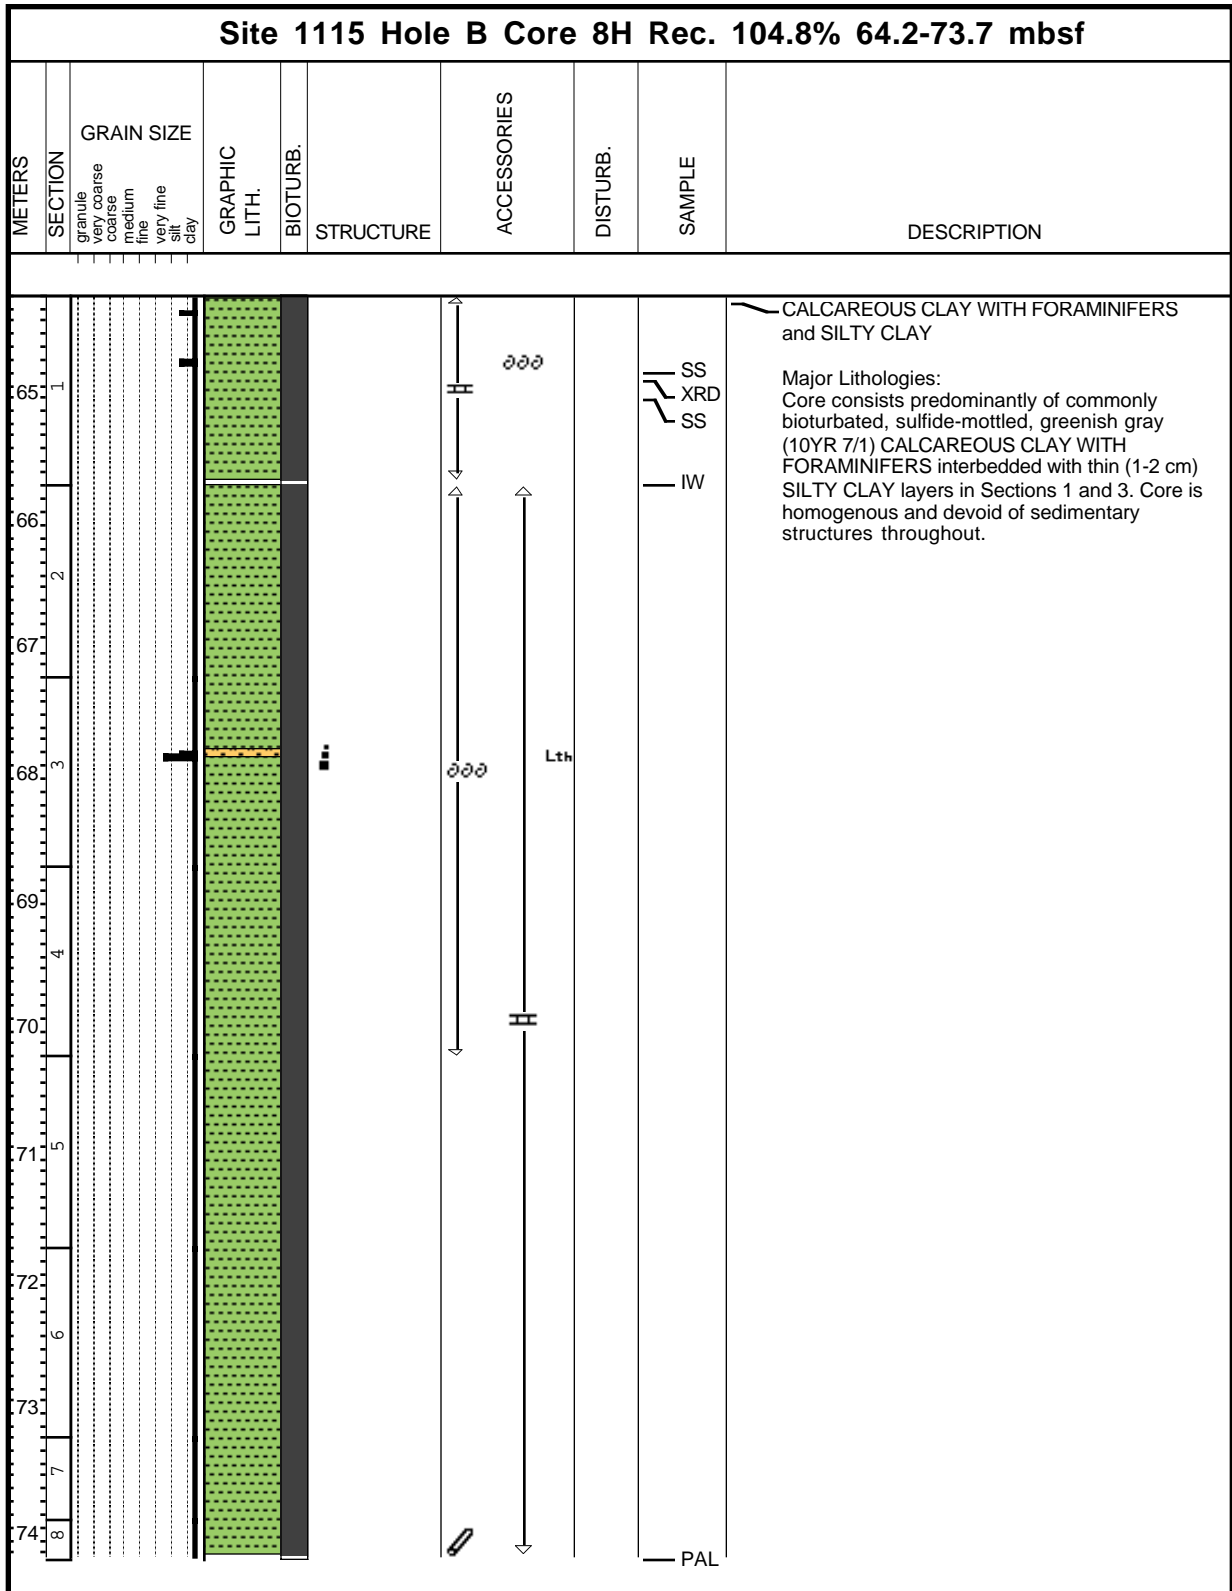 Site 1115 Hole B Core 8H Rec. 104.8% 64.2-73.7 mbsf
METERS
SECTION
GRAIN SIZE
granule
very coarse
coarse
medium
fine
very fine
silt
clay
GRAPHIC
LITH.
BIOTURB.
STRUCTURE
ACCESSORIES
DISTURB.
SAMPLE
DESCRIPTION
65
66
67
68
69
70
71
72
73
74
1
2
3
4
5
6
7
8
Lth
SS
XRD
SS
IW
PAL
CALCAREOUS CLAY WITH FORAMINIFERS
and SILTY CLAY
Major Lithologies:
Core consists predominantly of commonly
bioturbated, sulfide-mottled, greenish gray
(10YR 7/1) CALCAREOUS CLAY WITH
FORAMINIFERS interbedded with thin (1-2 cm)
SILTY CLAY layers in Sections 1 and 3. Core is
homogenous and devoid of sedimentary
structures throughout.